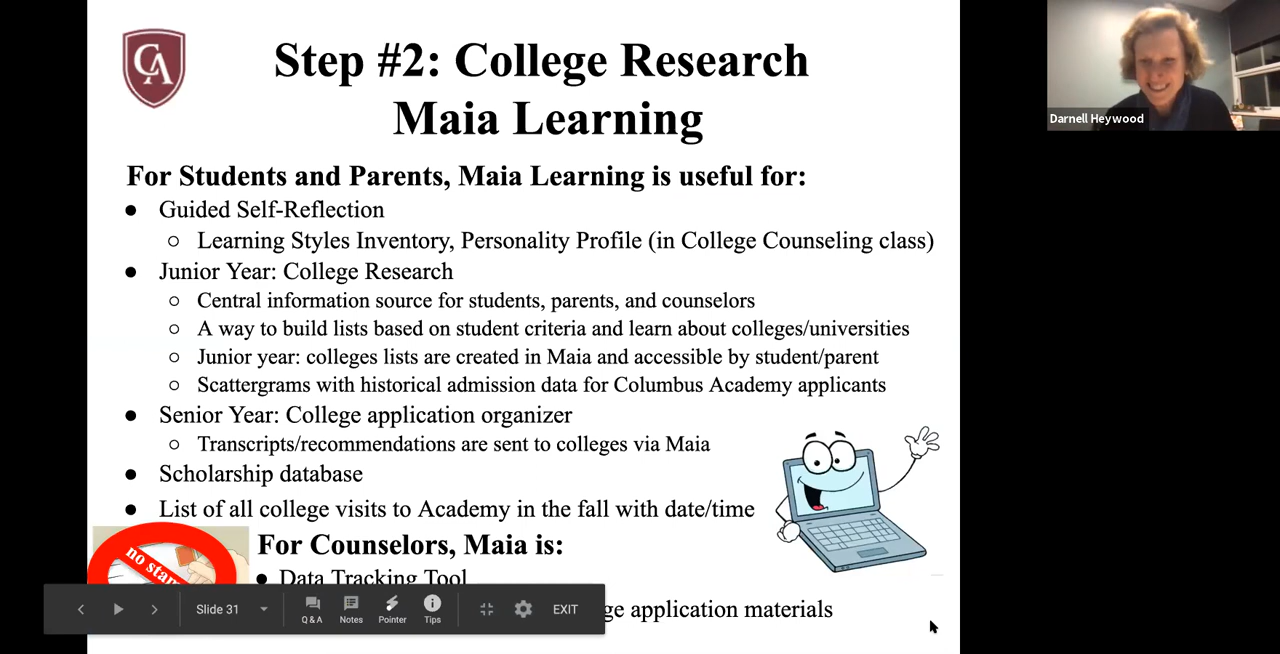 CA
Step #2: College Research
Maia Learning
Darnell Heywood
For Students and Parents, Maia Learning is useful for:
● Guided Self-Reflection
○ Learning Styles Inventory, Personality Profile (in College Counseling class)
● Junior Year: College Research
○ Central information source for students, parents, and counselors
○ A way to build lists based on student criteria and learn about colleges/universities
○ Junior year: colleges lists are created in Maia and accessible by student/parent
○ Scattergrams with historical admission data for Columbus Academy applicants
● Senior Year: College application organizer
○ Transcripts/recommendations are sent to colleges via Maia
● Scholarship database
● List of all college visits to Academy in the fall with date/time
no
For Counselors, Maia is:
● Data Tracking Tool
application materials
Slide 31
Q & A Notes Pointer Tips
EXIT